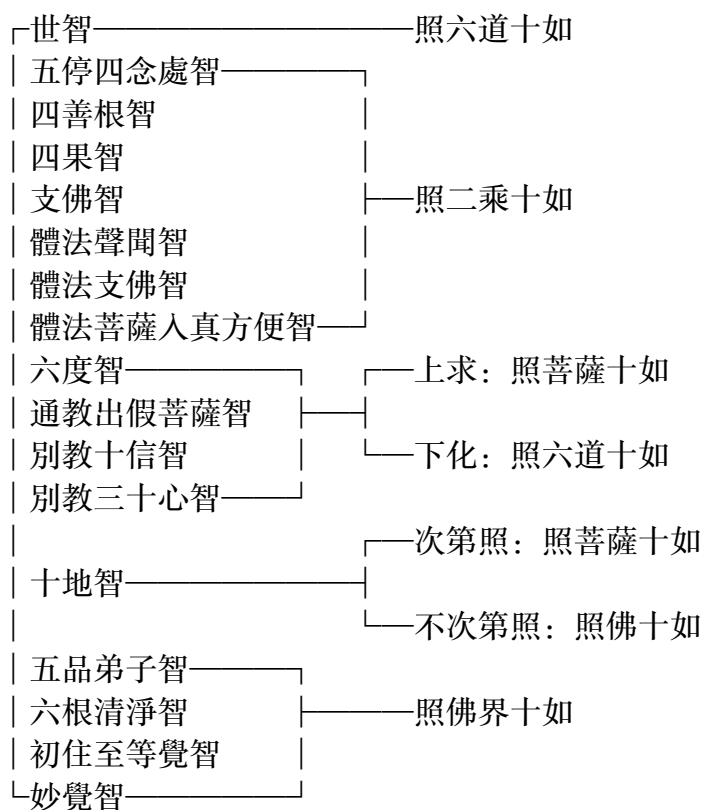 世智 照六道十如
五停四念處智
四善根智
四果智
支佛智 照二乘十如
體法聲聞智
體法支佛智
體法菩薩入真方便智
六度智 上求：照菩薩十如
通教出假菩薩智
別教十信智 下化：照六道十如
別教三十心智
次第照：照菩薩十如
十地智
不次第照：照佛十如
五品弟子智
六根清淨智 照佛界十如
初住至等覺智
妙覺智